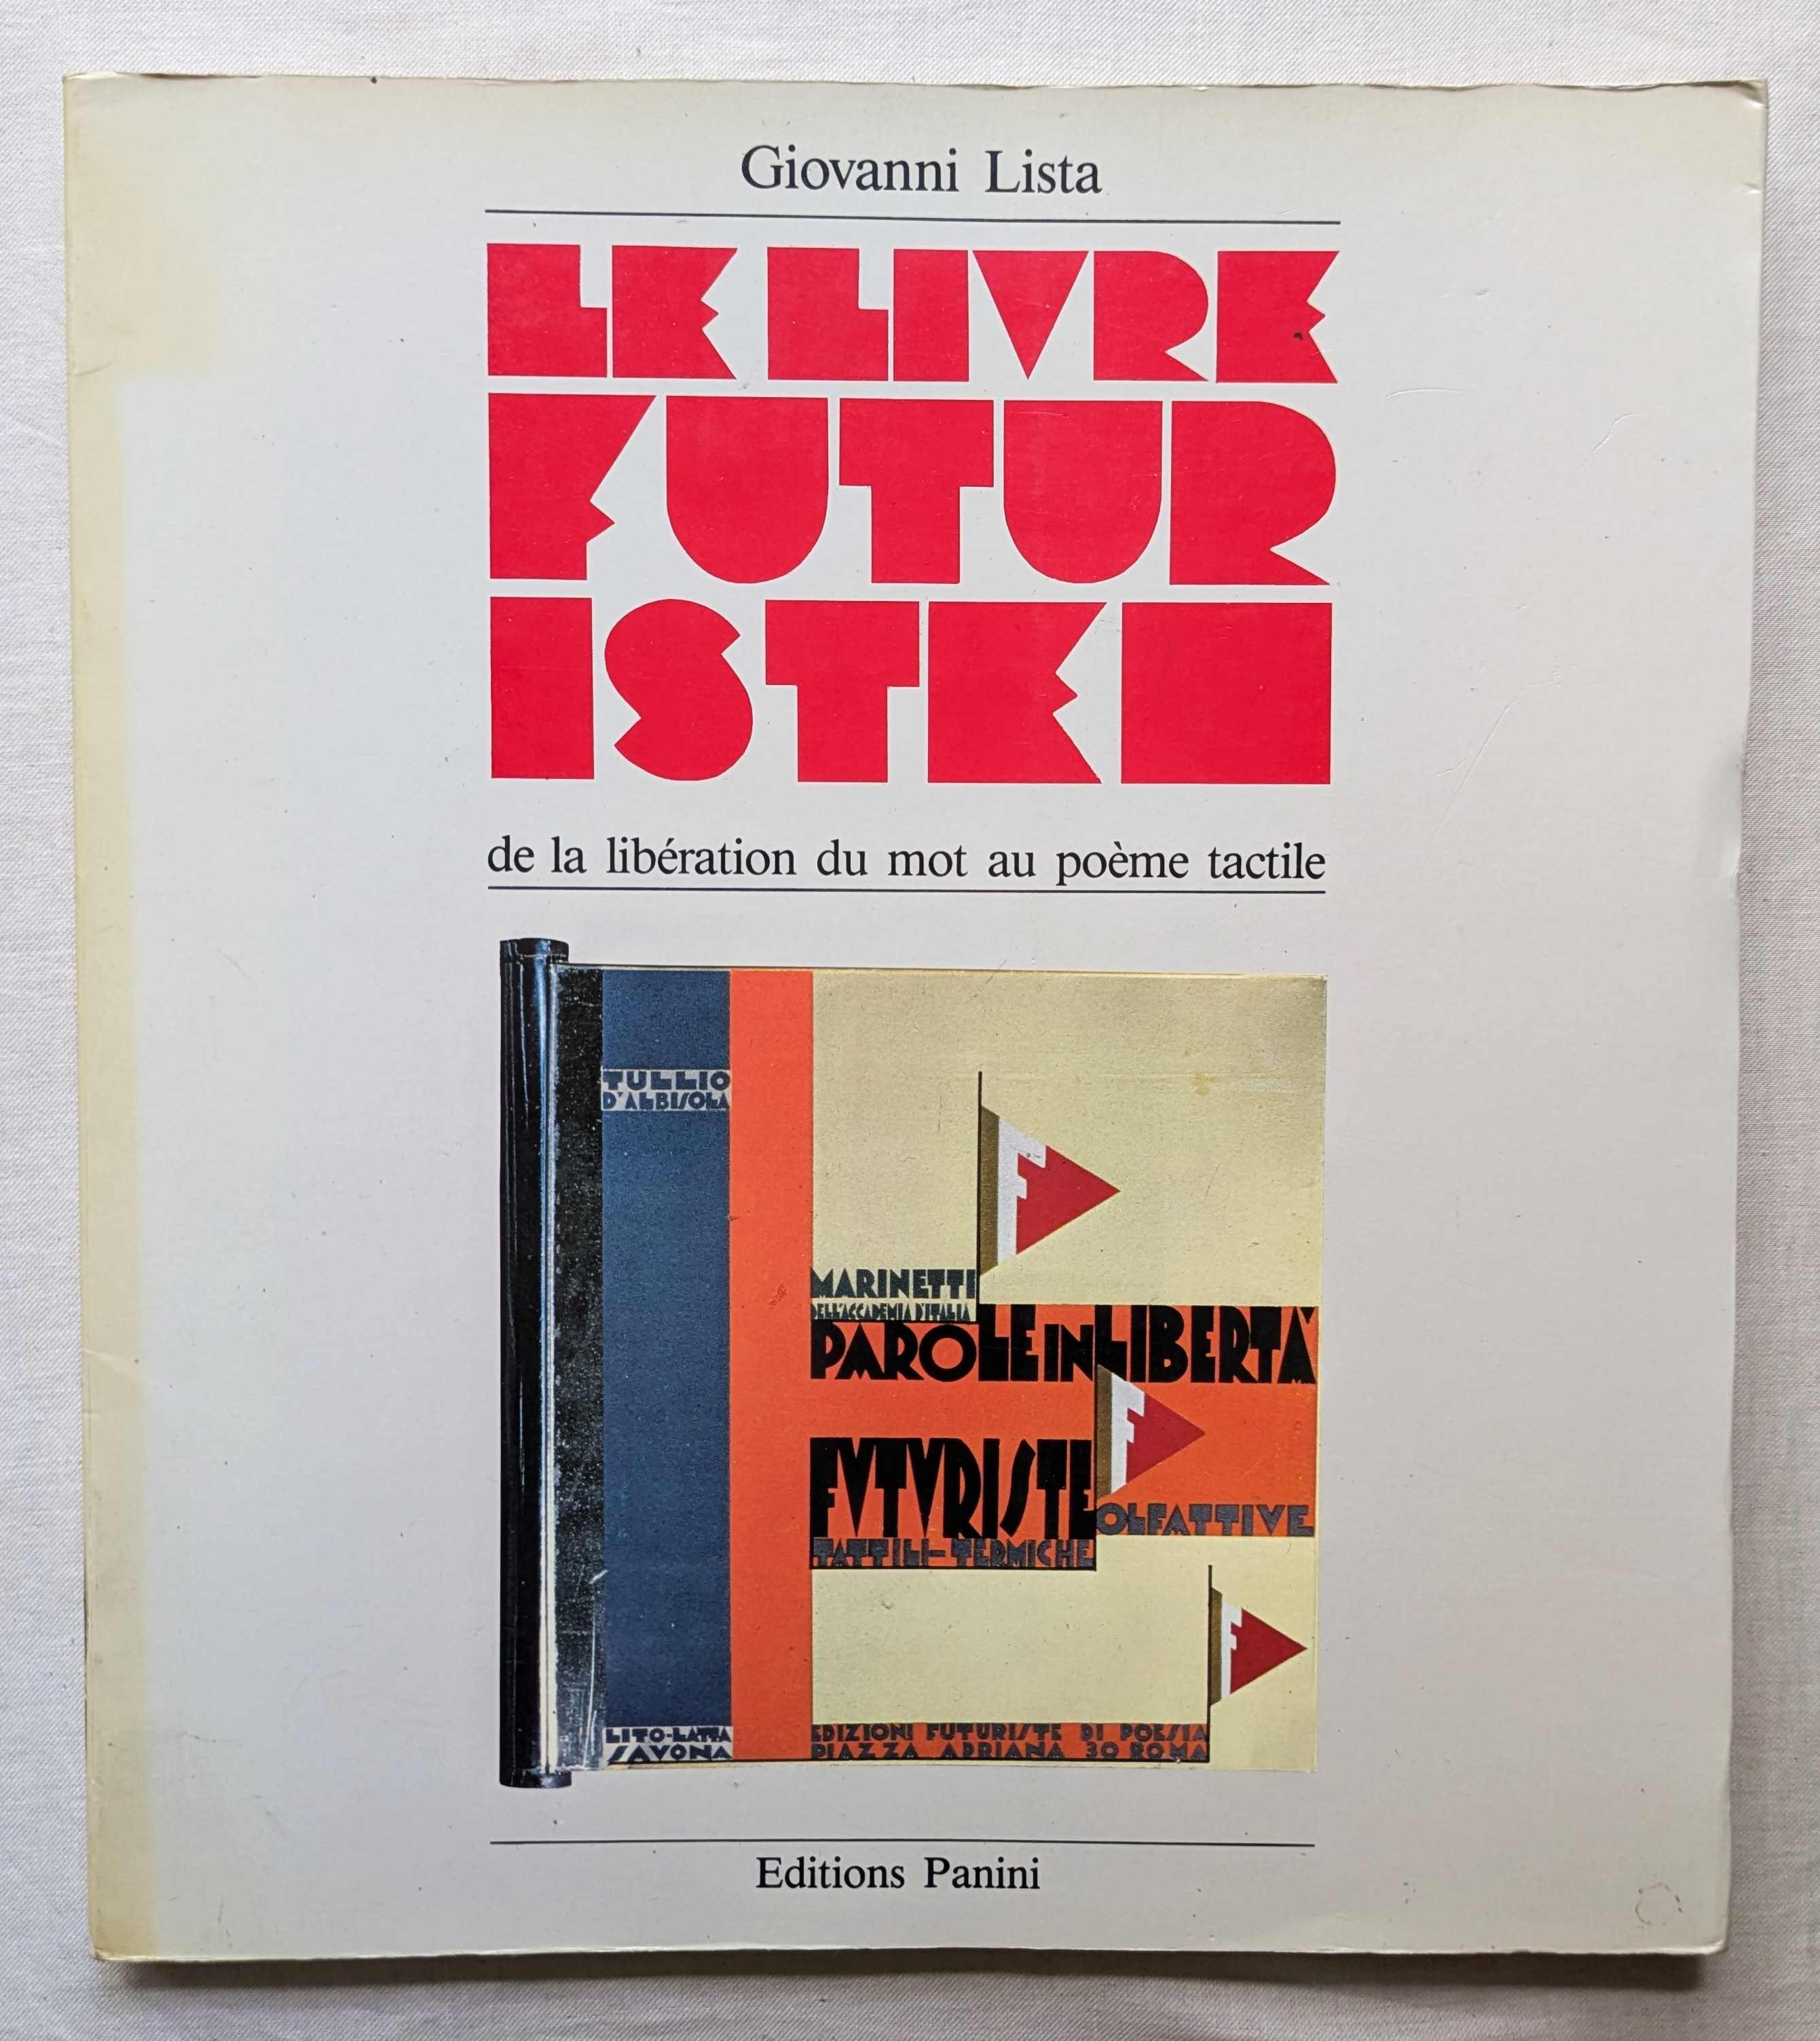 Giovanni Lista
LE LIVRE
FUTUR
ISTE
de la libération du mot au poème tactile
TULLIO
D'ALBISOLA
F
MARINETTI
DELL'ACCADEMIA D'ITALIA
PAROLE IN LIBERTÀ
F
FVTVRISTE
OLFATTIVE
TATTILI-TERMICHE
F
LITO-LATTA
SAVONA
EDIZIONI FUTURISTE DI POESIA
PIAZZA ADRIANA 30 ROMA
Editions Panini